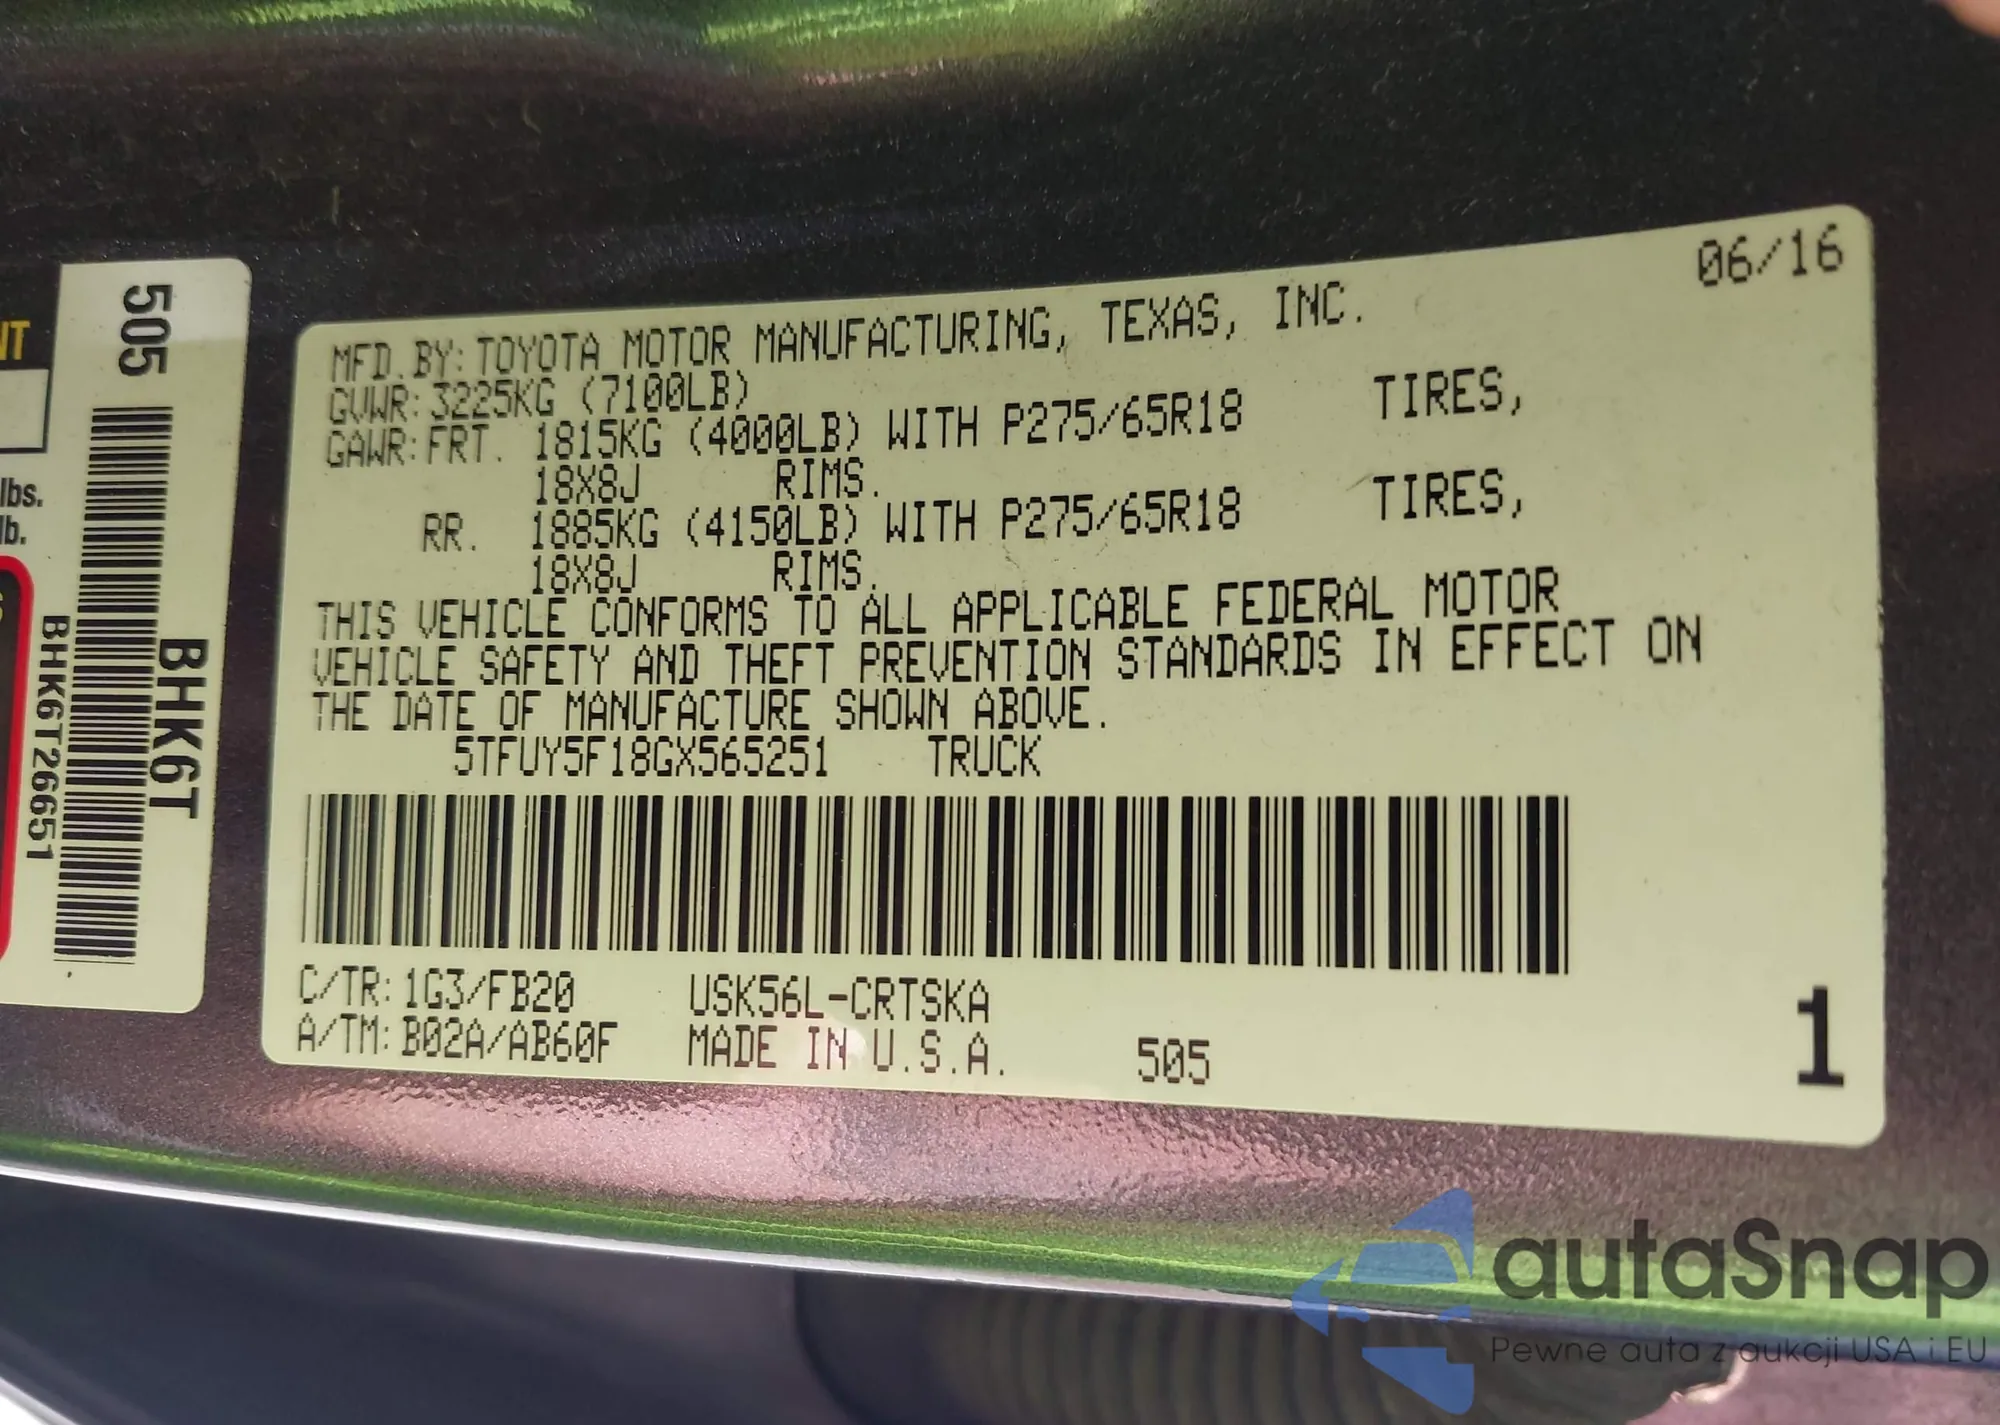 NT
lbs.
lb.
505
BHK6T
BHK6T26651
06/16
MFD.BY:TOYOTA MOTOR MANUFACTURING, TEXAS, INC.
GVWR:3225KG (7100LB)
GAWR:FRT. 1815KG (4000LB) WITH P275/65R18 TIRES,
18X8J RIMS.
RR. 1885KG (4150LB) WITH P275/65R18 TIRES,
18X8J RIMS.
THIS VEHICLE CONFORMS TO ALL APPLICABLE FEDERAL MOTOR
VEHICLE SAFETY AND THEFT PREVENTION STANDARDS IN EFFECT ON
THE DATE OF MANUFACTURE SHOWN ABOVE.
5TFUY5F18GX565251 TRUCK
C/TR:1G3/FB20 USK56L-CRTSKA
A/TM:B02A/AB60F MADE IN U.S.A. 505
1
autaSnap
Pewne auta z aukcji USA i EU